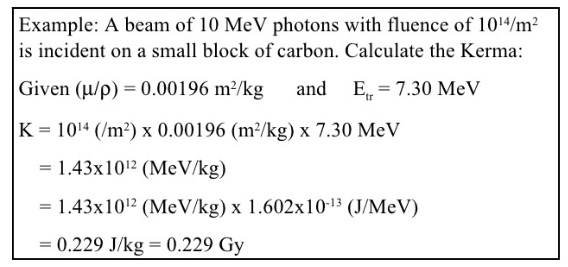 Example: A beam of 10 MeV photons with fluence of 10¹⁴/m²
is incident on a small block of carbon. Calculate the Kerma:
Given (μ/ρ) = 0.00196 m²/kg and Eₜᵣ = 7.30 MeV
K = 10¹⁴ (/m²) x 0.00196 (m²/kg) x 7.30 MeV
= 1.43x10¹² (MeV/kg)
= 1.43x10¹² (MeV/kg) x 1.602x10⁻¹³ (J/MeV)
= 0.229 J/kg = 0.229 Gy